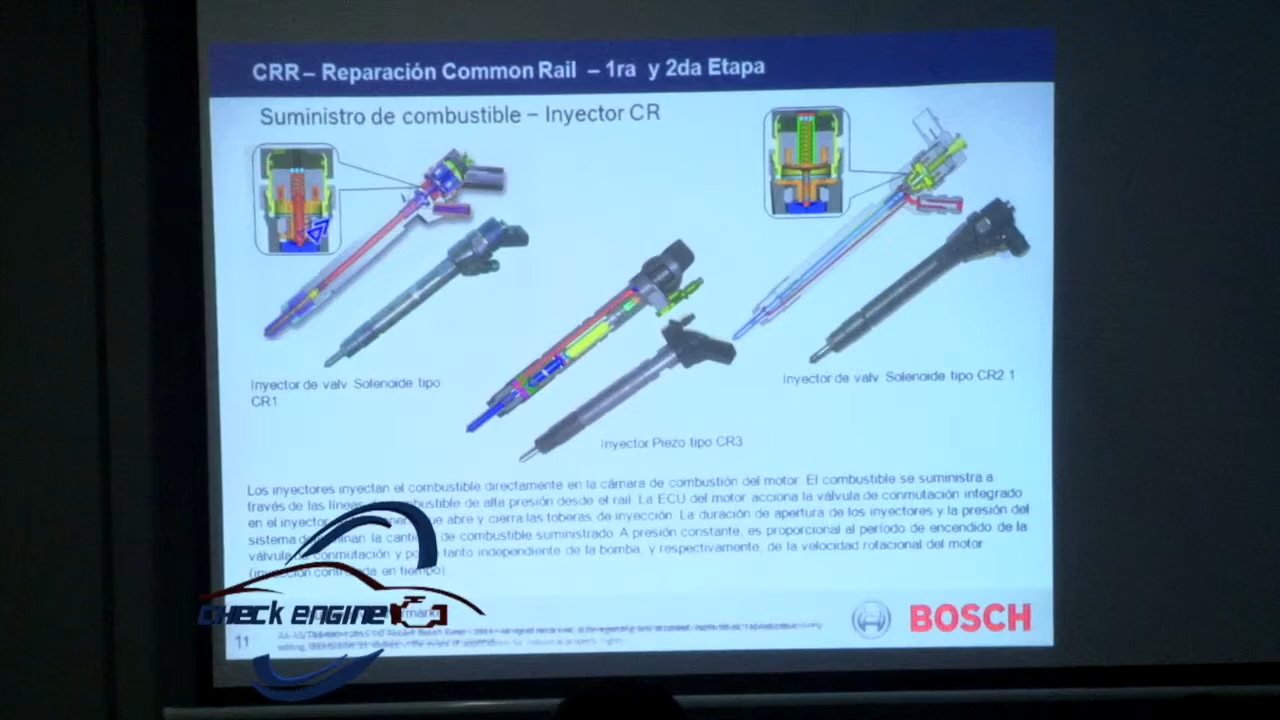 CRR – Reparación Common Rail – 1ra y 2da Etapa
Suministro de combustible – Inyector CR
Inyector de valv. Solenoide tipo
CR1
Inyector de valv. Solenoide tipo CR2 1
Inyector Piezo tipo CR3
Los inyectores inyectan el combustible directamente en la cámara de combustión del motor. El combustible se suministra a
través de las líneas de combustible de alta presión desde el rail. La ECU del motor acciona la válvula de conmutación integrado
en el inyector que abre y cierra las toberas de inyección. La duración de apertura de los inyectores y la presión del
sistema de combustible suministrado. A presión constante, es proporcional al período de encendido de la
válvula conmutación y tanto independiente de la bomba, y respectivamente, de la velocidad rotacional del motor
en tiempo)
CHECK ENGINE
BOSCH
11